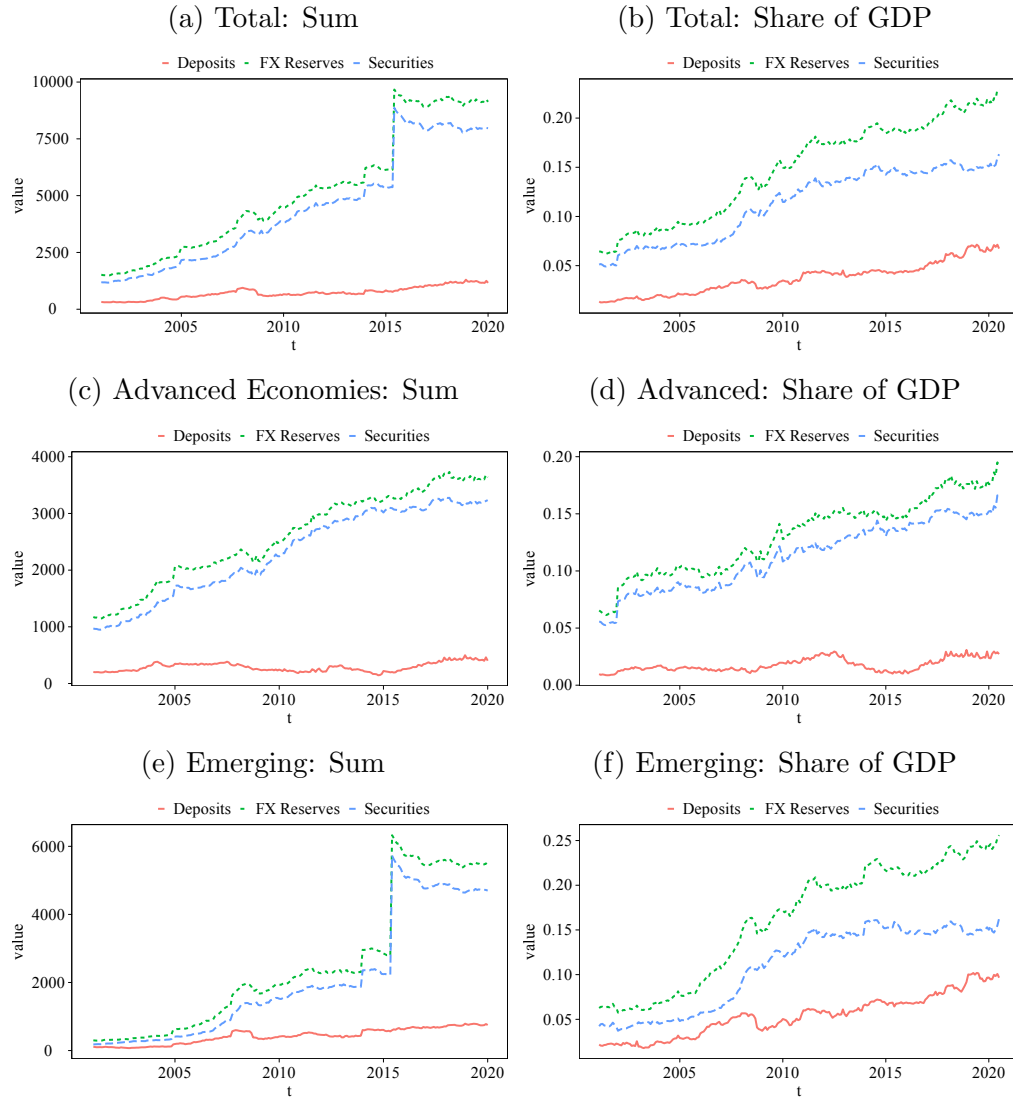 (a) Total: Sum
(b) Total: Share of GDP
Deposits FX Reserves Securities
Deposits FX Reserves Securities
10000
7500
5000
2500
0
value
2005 2010 2015 2020
t
0.20
0.15
0.10
0.05
value
2005 2010 2015 2020
t
(c) Advanced Economies: Sum
(d) Advanced: Share of GDP
Deposits FX Reserves Securities
Deposits FX Reserves Securities
4000
3000
2000
1000
0
value
2005 2010 2015 2020
t
0.20
0.15
0.10
0.05
0.00
value
2005 2010 2015 2020
t
(e) Emerging: Sum
(f) Emerging: Share of GDP
Deposits FX Reserves Securities
Deposits FX Reserves Securities
6000
4000
2000
0
value
2005 2010 2015 2020
t
0.25
0.20
0.15
0.10
0.05
value
2005 2010 2015 2020
t